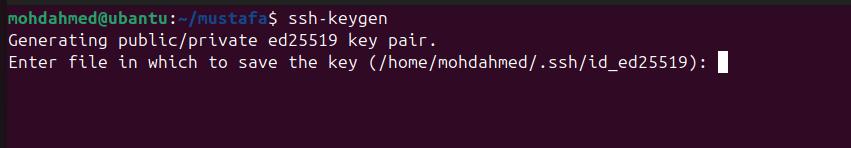 mohdahmed@ubantu:~/mustafa$ ssh-keygen
Generating public/private ed25519 key pair.
Enter file in which to save the key (/home/mohdahmed/.ssh/id_ed25519):